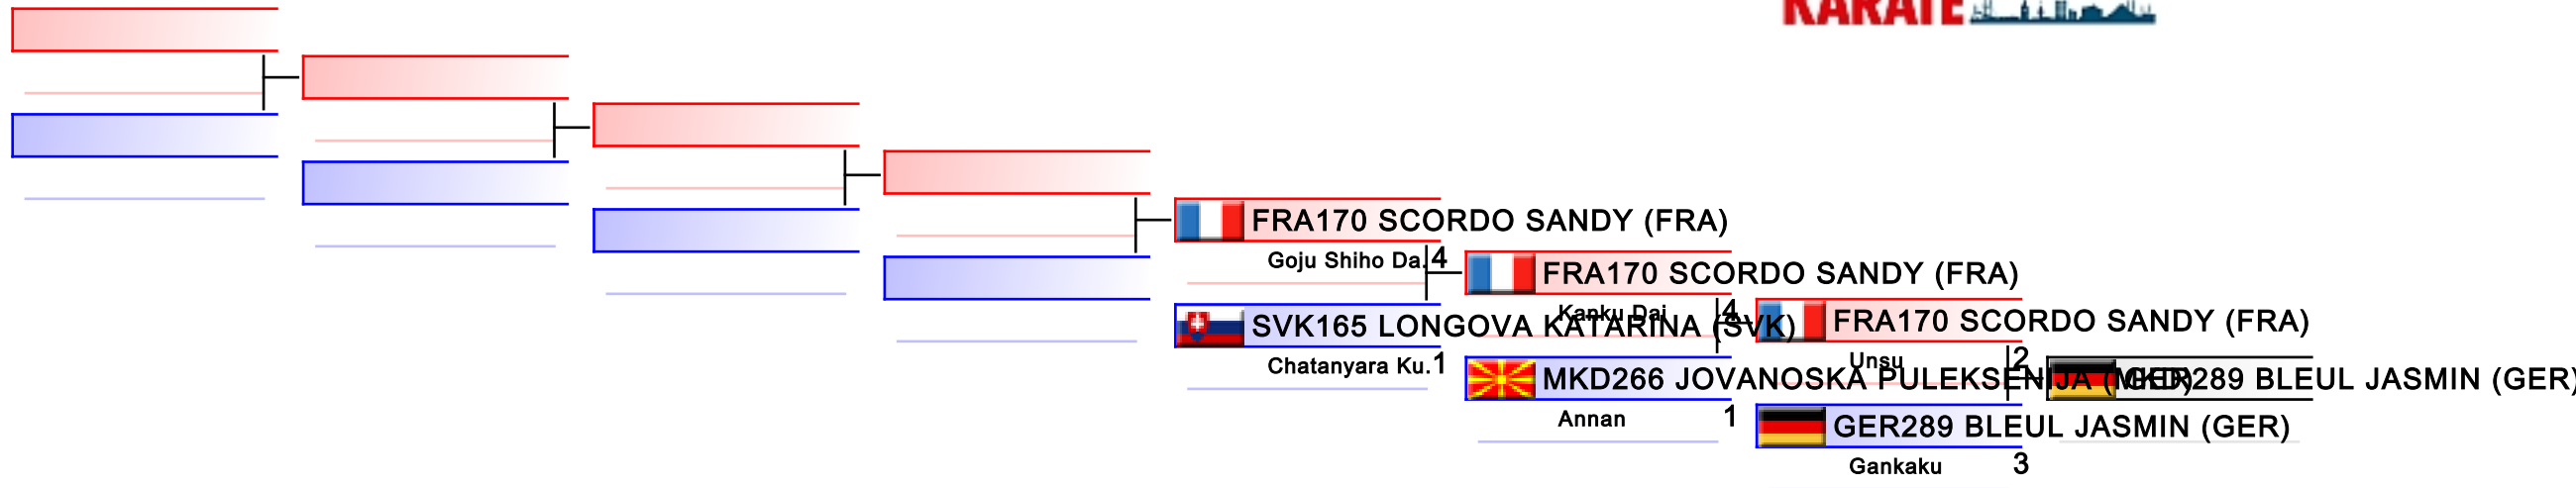 KARATE
FRA170 SCORDO SANDY (FRA)
Goju Shiho Da. 4
SVK165 LONGOVA KATARINA (SVK)
Chatanyara Ku. 1
FRA170 SCORDO SANDY (FRA)
Kanku Dai 4
MKD266 JOVANOSKA PULEKSENIJA (MKD)
Annan 1
FRA170 SCORDO SANDY (FRA)
Unsu 2
GER289 BLEUL JASMIN (GER)
Gankaku 3
GER289 BLEUL JASMIN (GER)